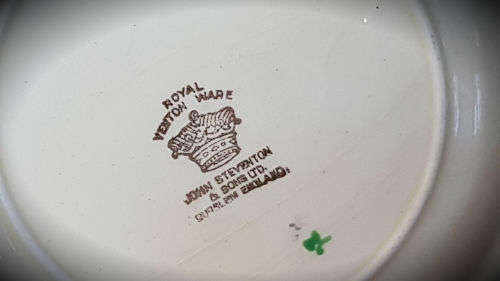 ROYAL
VENTON WARE
JOHN STEVENTON
& SONS LTD.
BURSLEM ENGLAND.